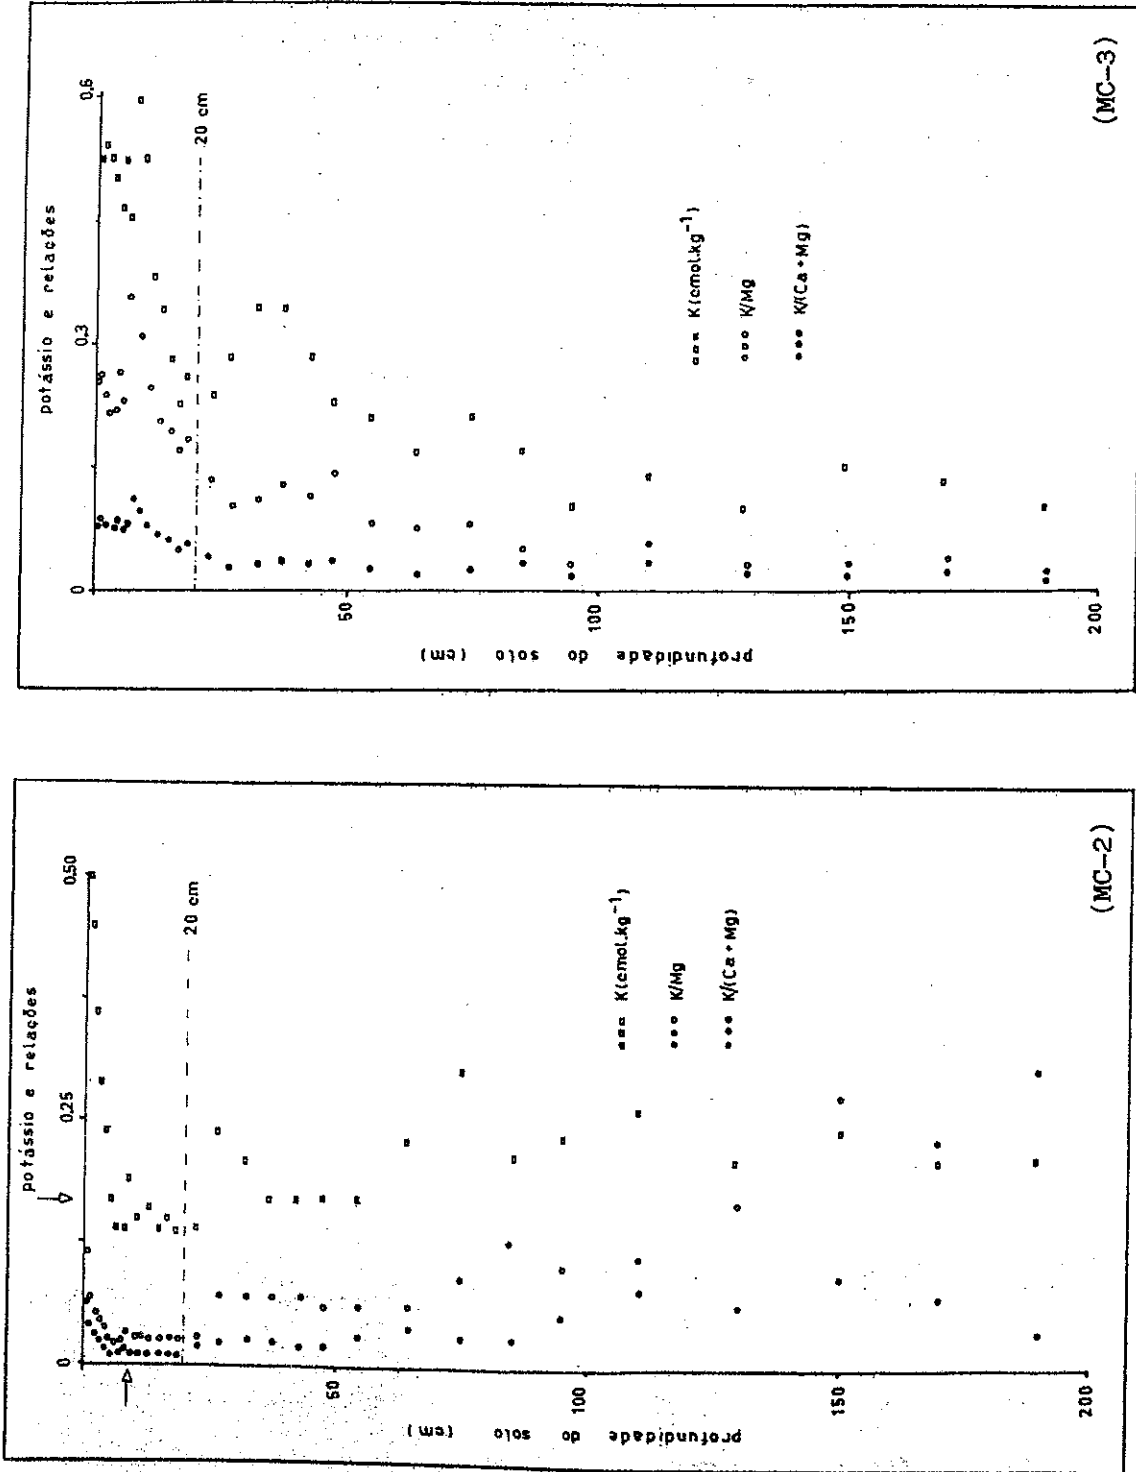 potássio e relações
0
0.3
0.6
20 cm
K(cmol.kg⁻¹)
K/Mg
K/(Ca+Mg)
50
100
150
200
profundidade do solo (cm)
(MC-3)
potássio e relações
0
0.25
0.50
20 cm
K(cmol.kg⁻¹)
K/Mg
K/(Ca+Mg)
50
100
150
200
profundidade do solo (cm)
(MC-2)